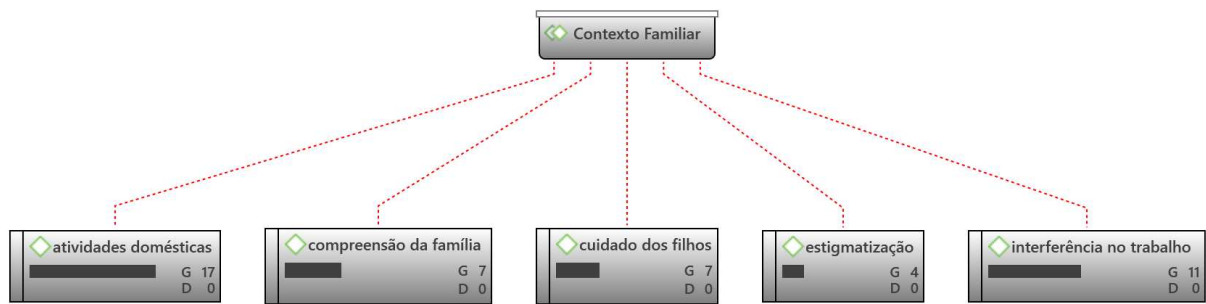 Contexto Familiar
atividades domésticas
G 17
D 0
compreensão da família
G 7
D 0
cuidado dos filhos
G 7
D 0
estigmatização
G 4
D 0
interferência no trabalho
G 11
D 0